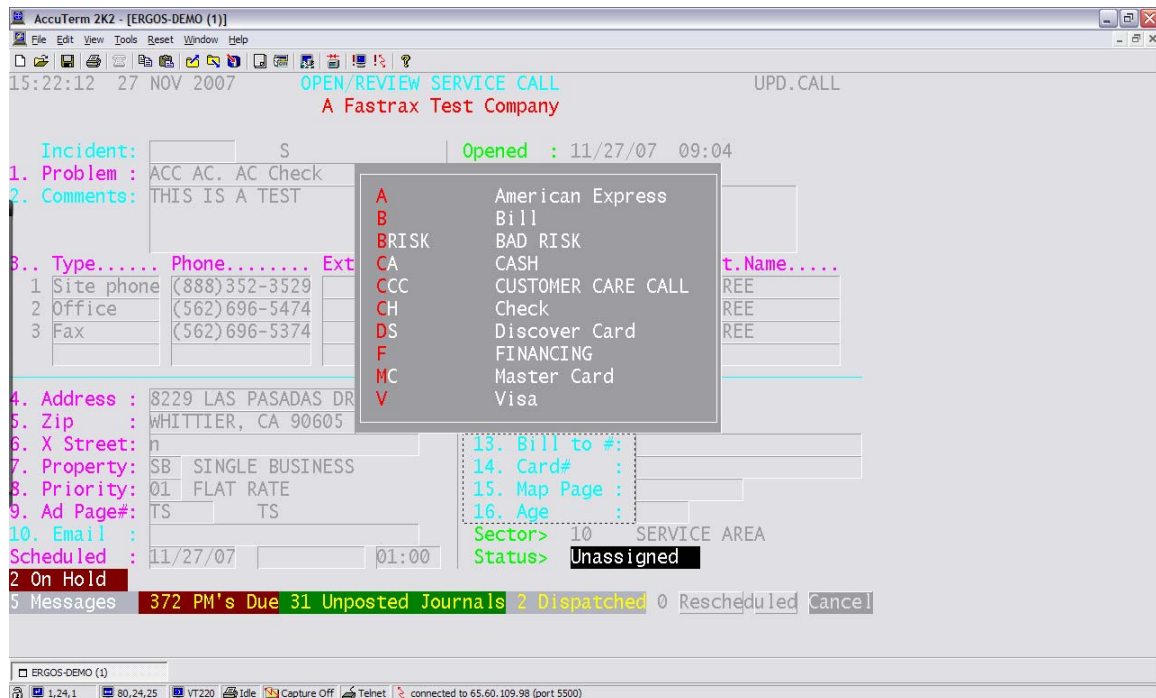 AccuTerm 2K2 - [ERGOS-DEMO (1)]
File Edit View Tools Reset Window Help
15:22:12 27 NOV 2007 OPEN/REVIEW SERVICE CALL UPD.CALL
A Fastrax Test Company
Incident: S Opened : 11/27/07 09:04
1. Problem : ACC AC. AC Check
2. Comments: THIS IS A TEST
A American Express
B Bill
BRISK BAD RISK
CA CASH
CCC CUSTOMER CARE CALL
CH Check
DS Discover Card
F FINANCING
MC Master Card
V Visa
3.. Type...... Phone........ Ext t.Name.....
1 Site phone (888)352-3529 REE
2 Office (562)696-5474 REE
3 Fax (562)696-5374 REE
4. Address : 8229 LAS PASADAS DR
5. Zip : WHITTIER, CA 90605
6. X Street: n 13. Bill to #:
7. Property: SB SINGLE BUSINESS 14. Card# :
8. Priority: 01 FLAT RATE 15. Map Page :
9. Ad Page#: TS TS 16. Age :
10. Email : Sector> 10 SERVICE AREA
Scheduled : 11/27/07 01:00 Status> Unassigned
2 On Hold
5 Messages 372 PM's Due 31 Unposted Journals 2 Dispatched 0 Rescheduled Cancel
ERGOS-DEMO (1)
1,24,1 80,24,25 VT220 Idle Capture Off Telnet connected to 65.60.109.98 (port 5500)